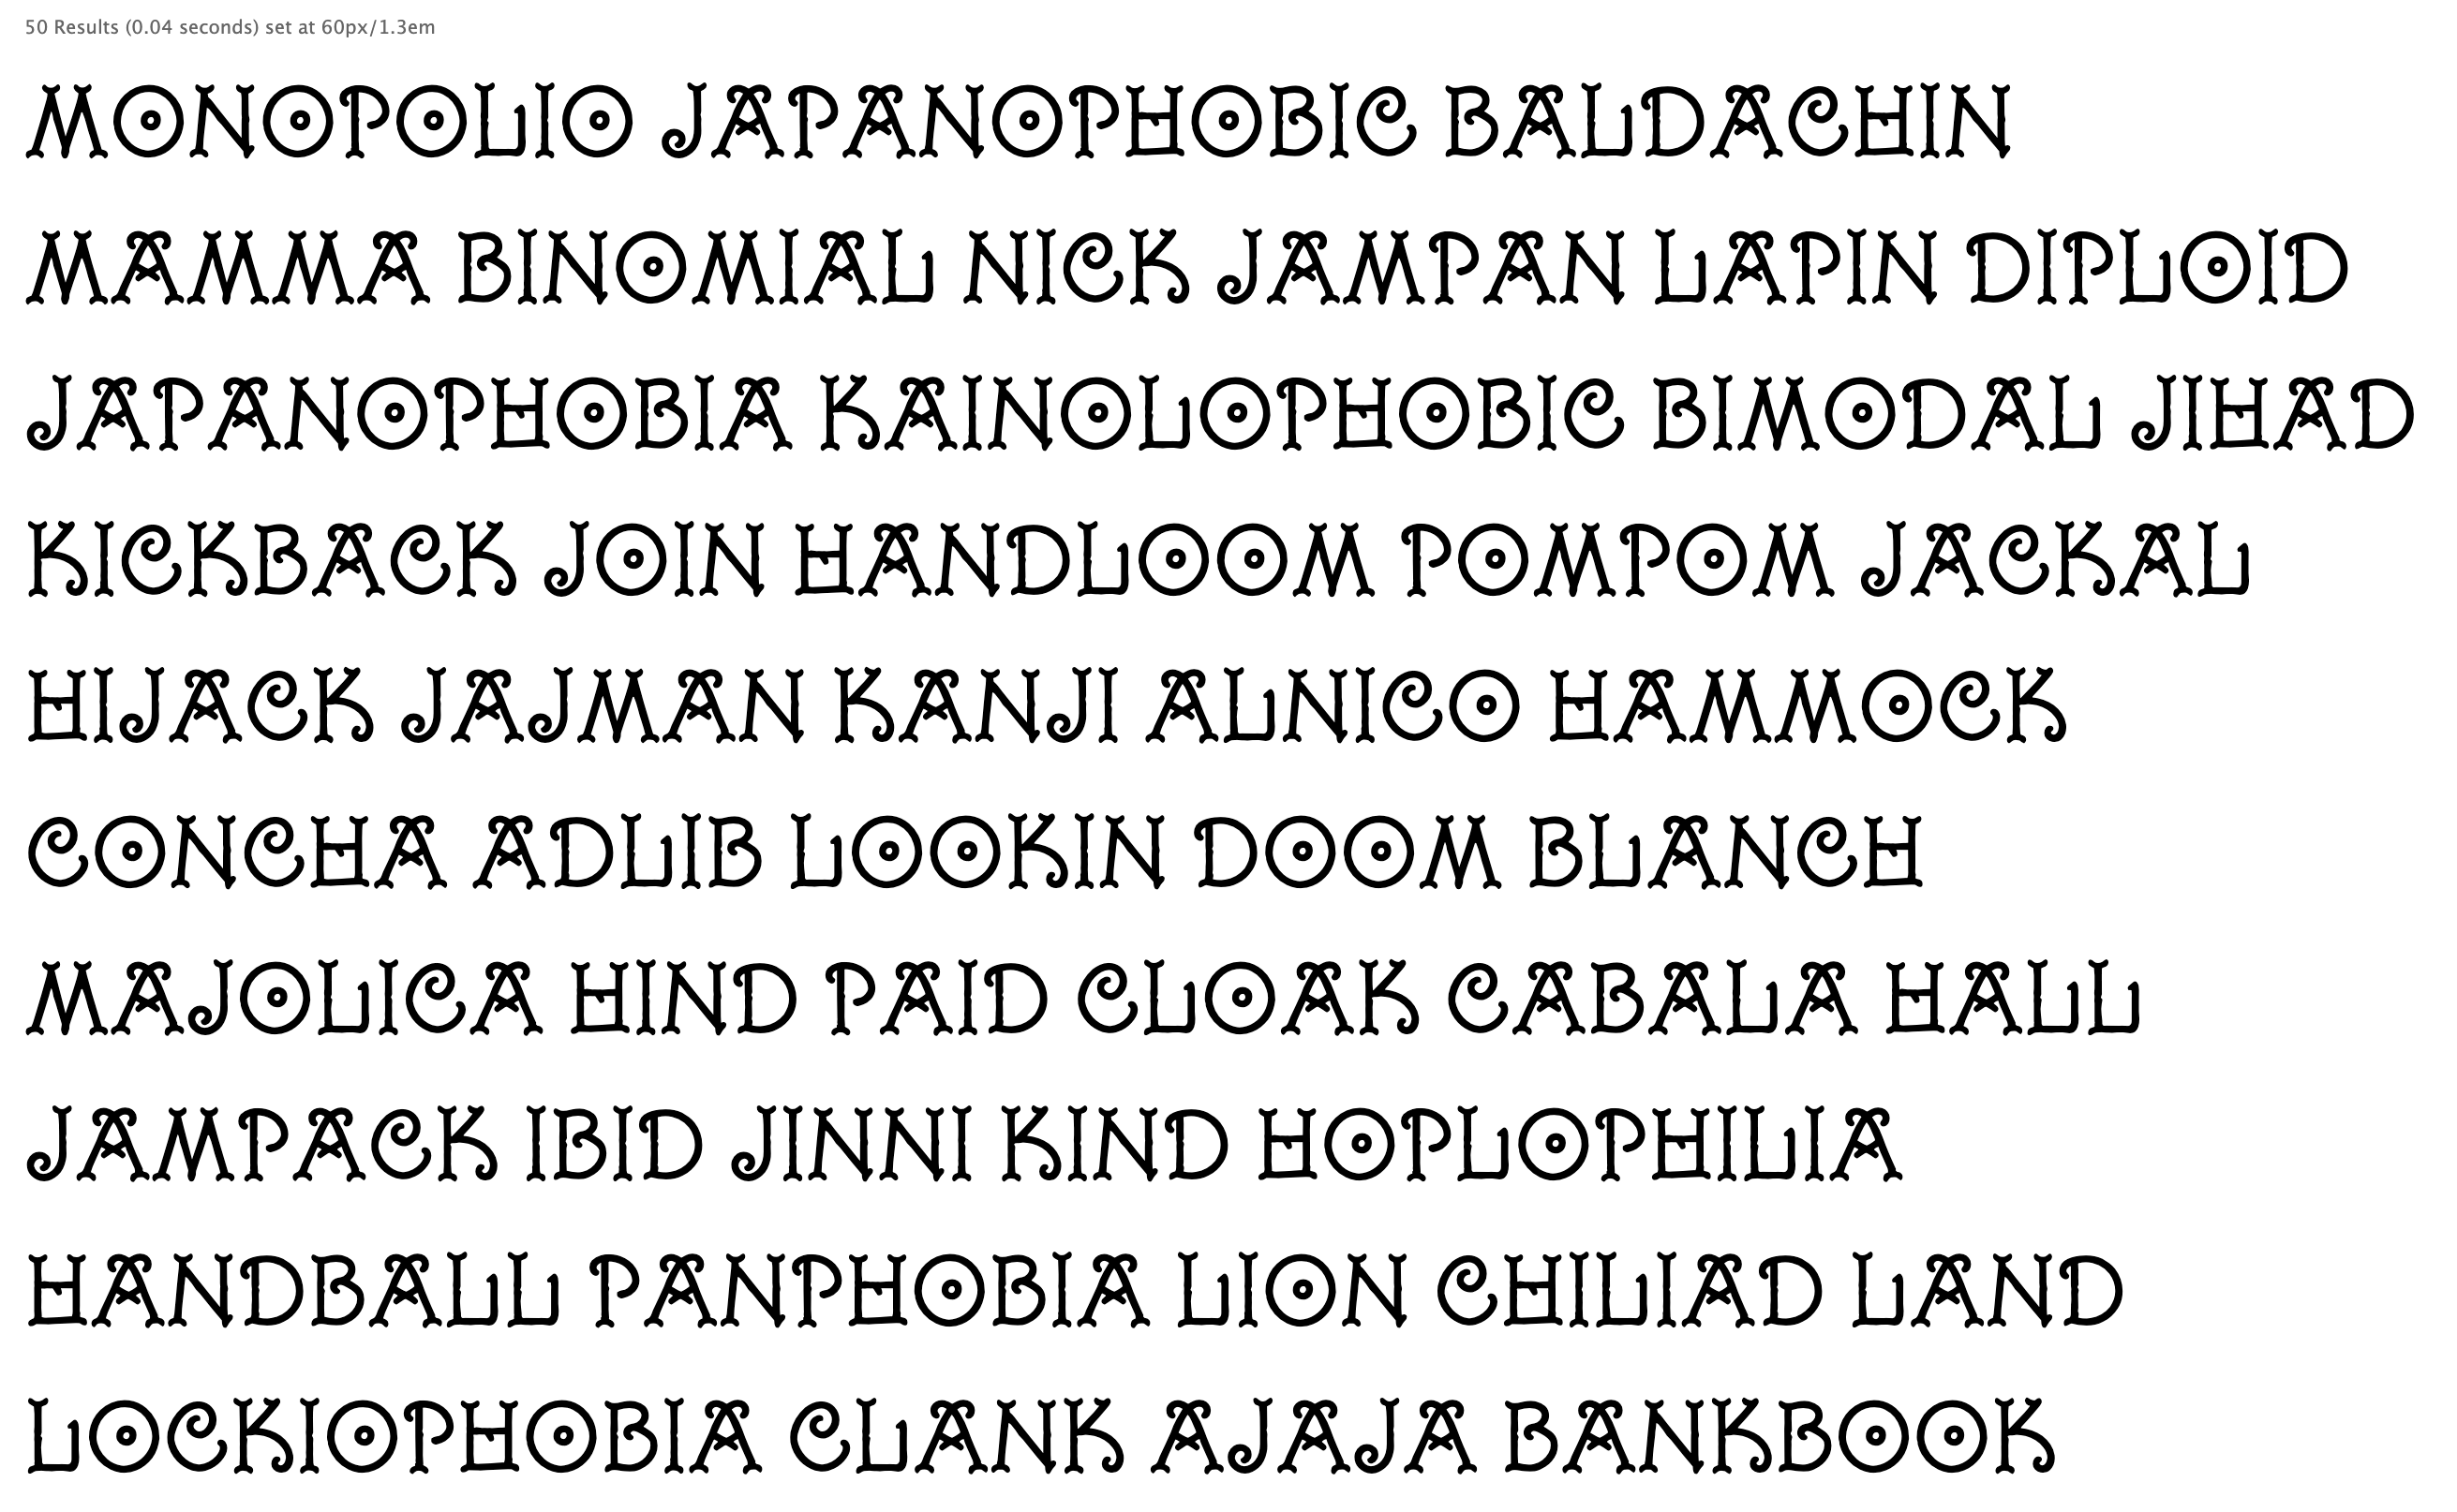 50 Results (0.04 seconds) set at 60px/1.3em
MONOPOLIO JAPANOPHOBIC BALDACHIN
MAMMA BINOMIAL NICK JAMPAN LAPIN DIPLOID
JAPANOPHOBIA KAINOLOPHOBIC BIMODAL JIHAD
KICKBACK JOIN HANDLOOM POMPOM JACKAL
HIJACK JAJMAN KANJI ALNICO HAMMOCK
CONCHA ADLIB LOOKIN DOOM BLANCH
MAJOLICA HIND PAID CLOAK CABALA HALL
JAMPACK IBID JINNI KIND HOPLOPHILIA
HANDBALL PANPHOBIA LION CHILIAD LAND
LOCKIOPHOBIA CLANK AJAJA BANKBOOK